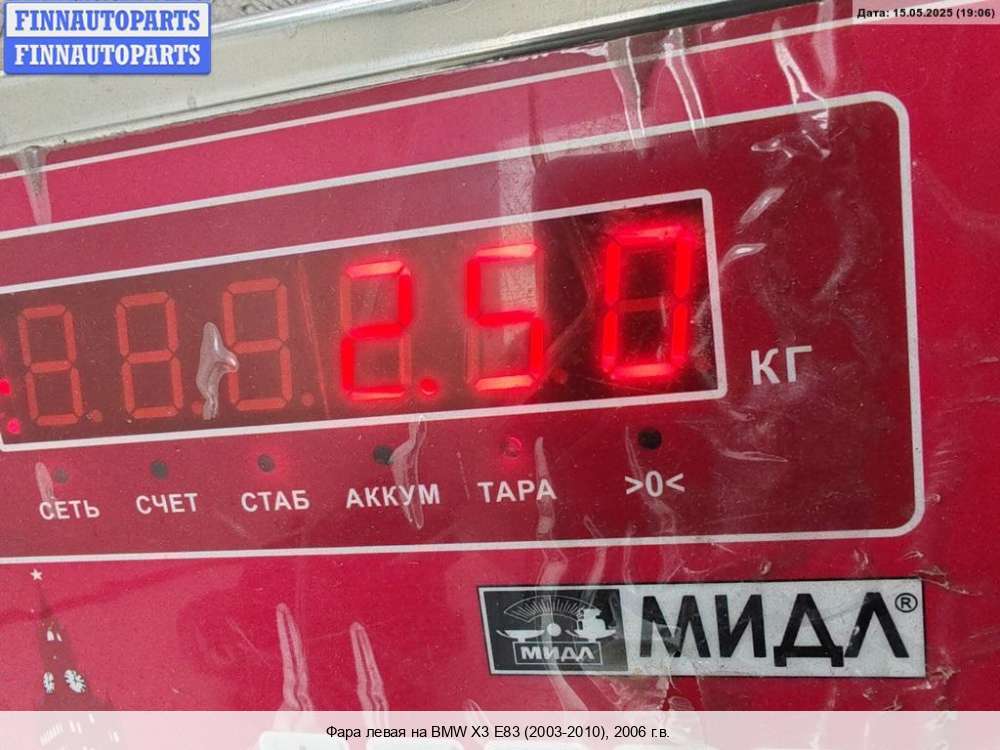 FINNAUTOPARTS
FINNAUTOPARTS
Дата: 15.05.2025 (19:06)
2.50
КГ
СЕТЬ СЧЕТ СТАБ АККУМ ТАРА >0<
МИДЛ
МИДЛ®
Фара левая на BMW X3 E83 (2003-2010), 2006 г.в.